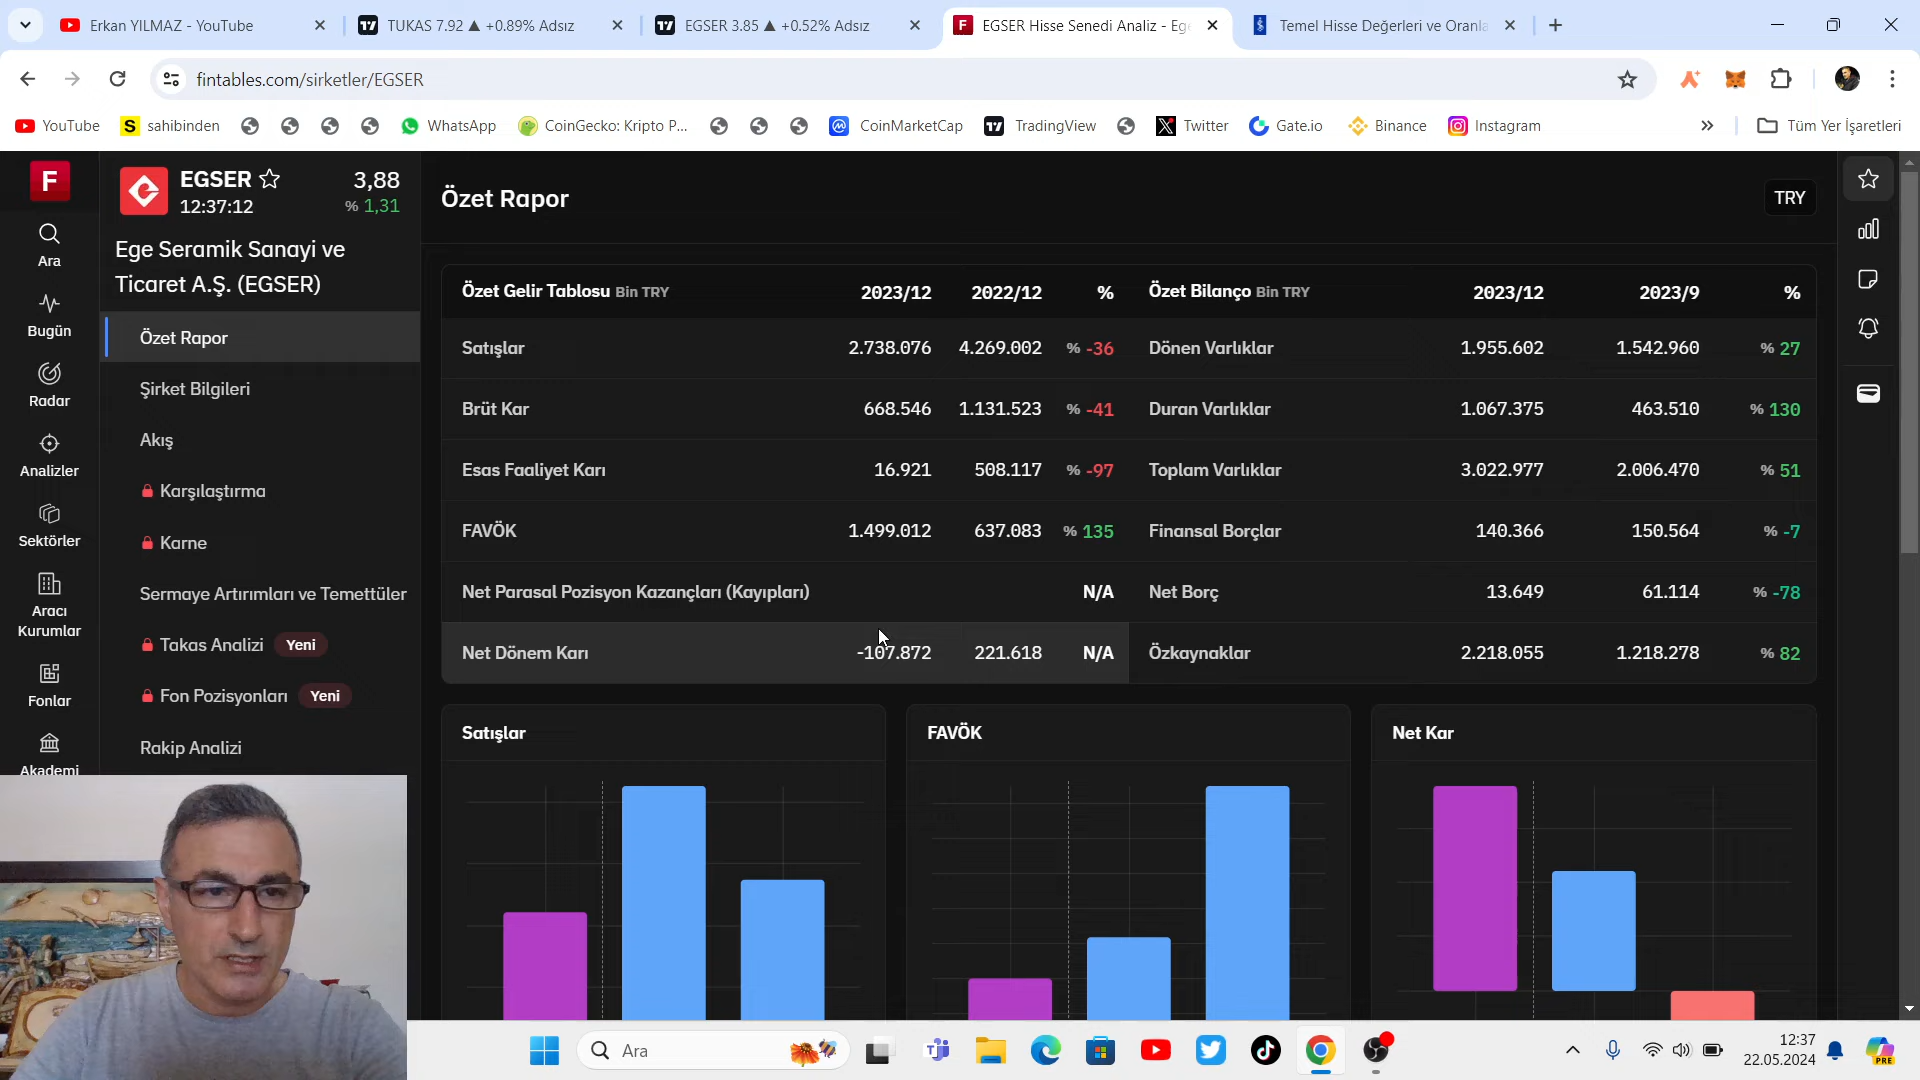 Erkan YILMAZ - YouTube
TUKAS 7.92 ▲ +0.89% Adsız
EGSER 3.85 ▲ +0.52% Adsız
EGSER Hisse Senedi Analiz - Ege
Temel Hisse Değerleri ve Oranla
fintables.com/sirketler/EGSER
YouTube
sahibinden
WhatsApp
CoinGecko: Kripto P...
CoinMarketCap
TradingView
Twitter
Gate.io
Binance
Instagram
Tüm Yer İşaretleri
F
Ara
Bugün
Radar
Analizler
Sektörler
Aracı
Kurumlar
Fonlar
Akademi
EGSER 3,88
12:37:12 % 1,31
Ege Seramik Sanayi ve
Ticaret A.Ş. (EGSER)
Özet Rapor
Şirket Bilgileri
Akış
Karşılaştırma
Karne
Sermaye Artırımları ve Temettüler
Takas Analizi Yeni
Fon Pozisyonları Yeni
Rakip Analizi
Özet Rapor
TRY
Özet Gelir Tablosu Bin TRY 2023/12 2022/12 %
Satışlar 2.738.076 4.269.002 % -36
Brüt Kar 668.546 1.131.523 % -41
Esas Faaliyet Karı 16.921 508.117 % -97
FAVÖK 1.499.012 637.083 % 135
Net Parasal Pozisyon Kazançları (Kayıpları) N/A
Net Dönem Karı -107.872 221.618 N/A
Özet Bilanço Bin TRY 2023/12 2023/9 %
Dönen Varlıklar 1.955.602 1.542.960 % 27
Duran Varlıklar 1.067.375 463.510 % 130
Toplam Varlıklar 3.022.977 2.006.470 % 51
Finansal Borçlar 140.366 150.564 % -7
Net Borç 13.649 61.114 % -78
Özkaynaklar 2.218.055 1.218.278 % 82
Satışlar
FAVÖK
Net Kar
Ara
12:37
22.05.2024
PRE